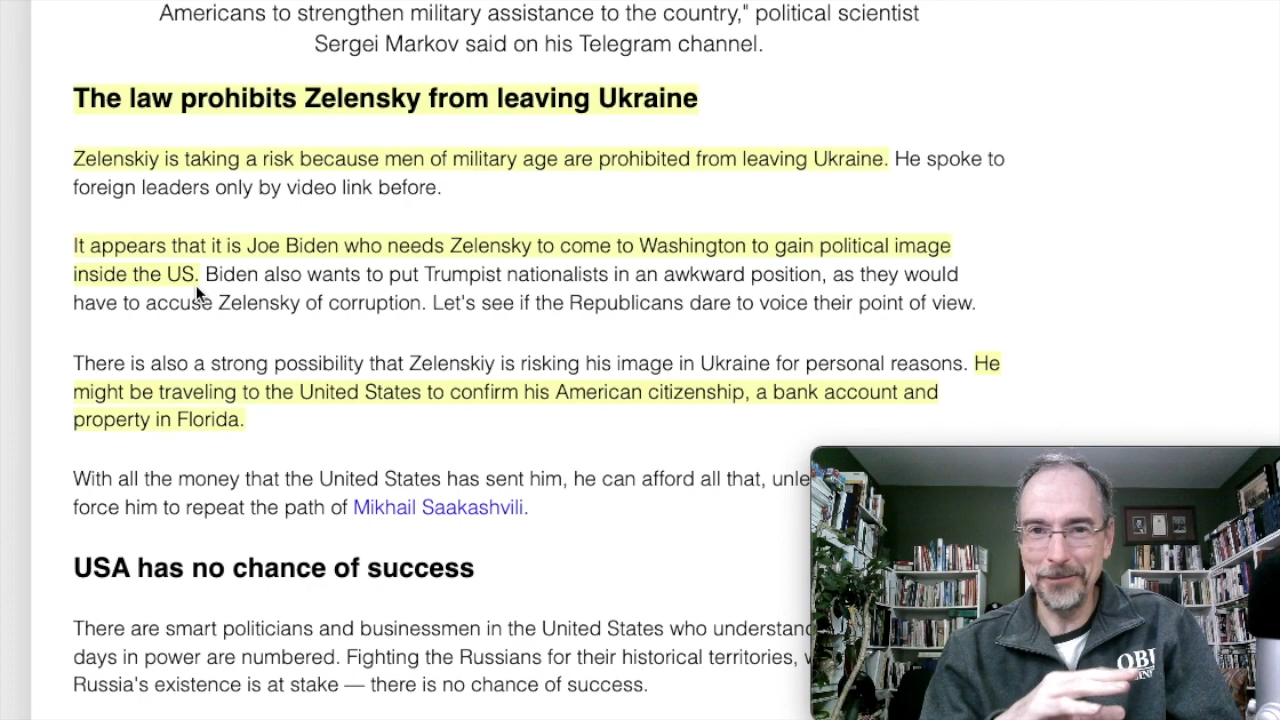 Americans to strengthen military assistance to the country," political scientist
Sergei Markov said on his Telegram channel.
The law prohibits Zelensky from leaving Ukraine
Zelenskiy is taking a risk because men of military age are prohibited from leaving Ukraine. He spoke to
foreign leaders only by video link before.
It appears that it is Joe Biden who needs Zelensky to come to Washington to gain political image
inside the US. Biden also wants to put Trumpist nationalists in an awkward position, as they would
have to accuse Zelensky of corruption. Let's see if the Republicans dare to voice their point of view.
There is also a strong possibility that Zelenskiy is risking his image in Ukraine for personal reasons. He
might be traveling to the United States to confirm his American citizenship, a bank account and
property in Florida.
With all the money that the United States has sent him, he can afford all that,
force him to repeat the path of Mikhail Saakashvili.
USA has no chance of success
There are smart politicians and businessmen in the United States who
days in power are numbered. Fighting the Russians for their historical territories,
Russia's existence is at stake — there is no chance of success.